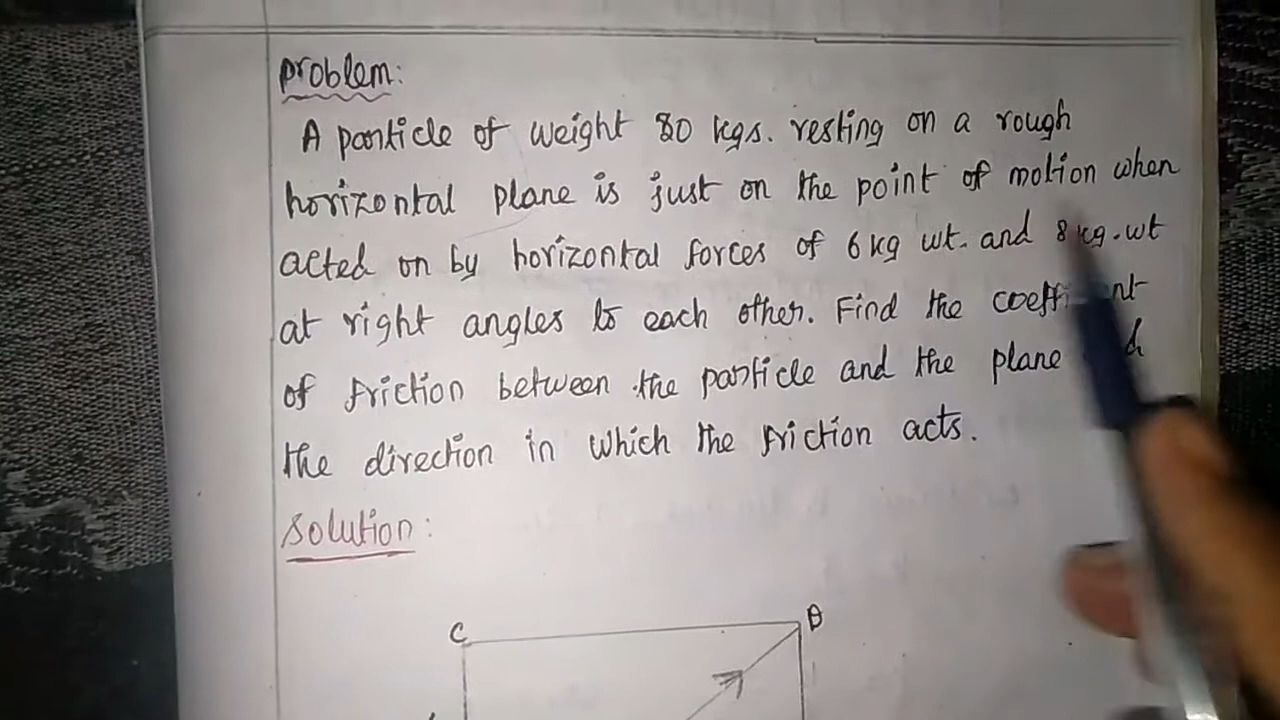 problem:
A particle of weight 80 kgs. resting on a rough
horizontal plane is just on the point of motion when
acted on by horizontal forces of 6 kg wt. and 8 kg.wt
at right angles to each other. Find the
of friction between the particle and the plane
the direction in which the friction acts.
Solution:
C
B